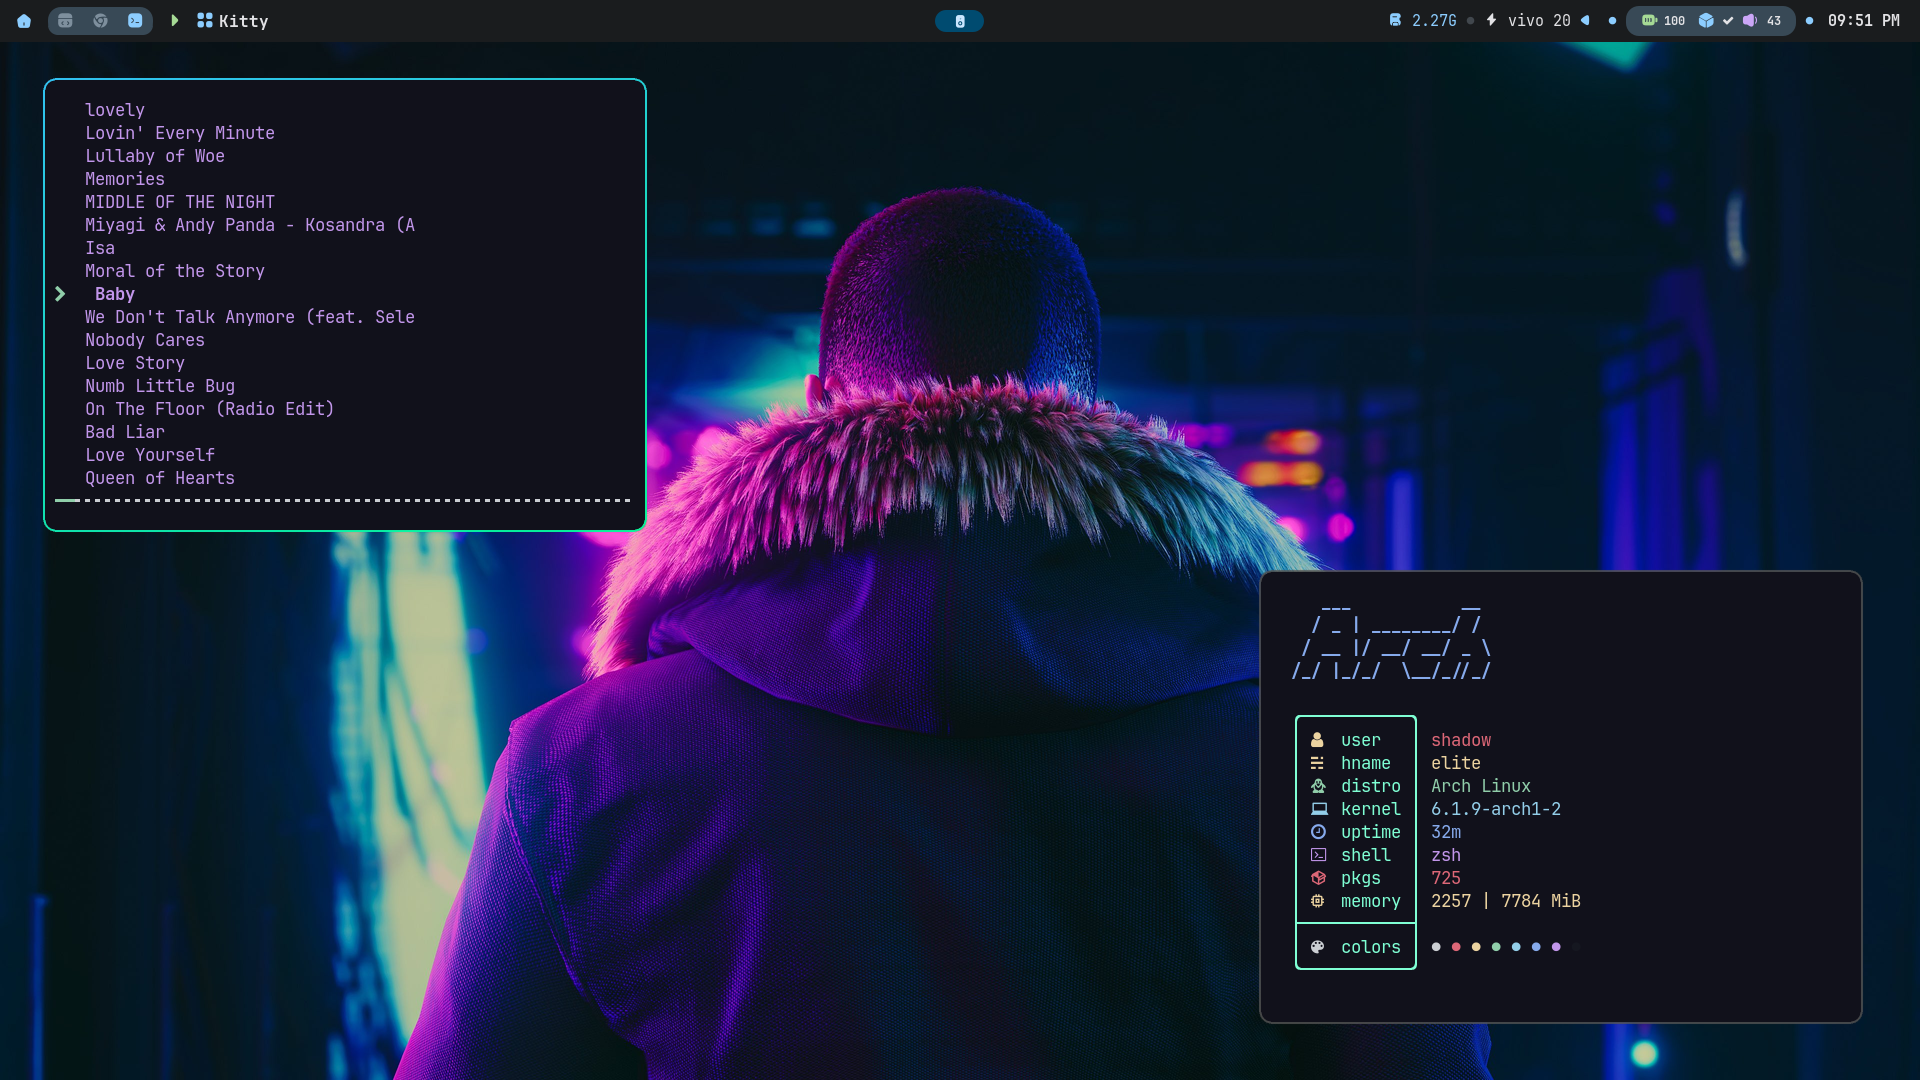 Kitty
2.27G
vivo 20
100
43
09:51 PM
lovely
Lovin' Every Minute
Lullaby of Woe
Memories
MIDDLE OF THE NIGHT
Miyagi & Andy Panda - Kosandra (A
Isa
Moral of the Story
Baby
We Don't Talk Anymore (feat. Sele
Nobody Cares
Love Story
Numb Little Bug
On The Floor (Radio Edit)
Bad Liar
Love Yourself
Queen of Hearts
Arch
user shadow
hname elite
distro Arch Linux
kernel 6.1.9-arch1-2
uptime 32m
shell zsh
pkgs 725
memory 2257 | 7784 MiB
colors